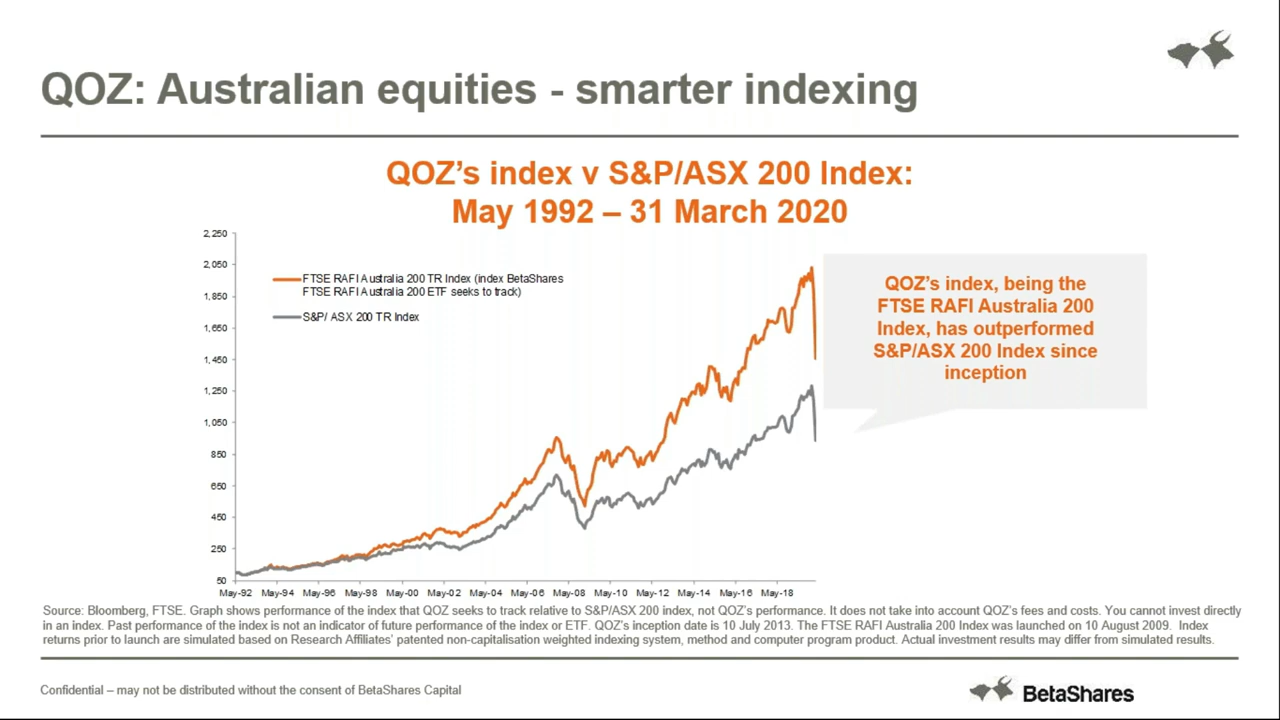 QOZ: Australian equities - smarter indexing
QOZ's index v S&P/ASX 200 Index:
May 1992 – 31 March 2020
2,250
2,050
1,850
1,650
1,450
1,250
1,050
850
650
450
250
50
FTSE RAFI Australia 200 TR Index (index BetaShares
FTSE RAFI Australia 200 ETF seeks to track)
S&P/ ASX 200 TR Index
May-92 May-94 May-96 May-98 May-00 May-02 May-04 May-06 May-08 May-10 May-12 May-14 May-16 May-18
QOZ's index, being the
FTSE RAFI Australia 200
Index, has outperformed
S&P/ASX 200 Index since
inception
Source: Bloomberg, FTSE. Graph shows performance of the index that QOZ seeks to track relative to S&P/ASX 200 index, not QOZ's performance. It does not take into account QOZ's fees and costs. You cannot invest directly
in an index. Past performance of the index is not an indicator of future performance of the index or ETF. QOZ's inception date is 10 July 2013. The FTSE RAFI Australia 200 Index was launched on 10 August 2009. Index
returns prior to launch are simulated based on Research Affiliates' patented non-capitalisation weighted indexing system, method and computer program product. Actual investment results may differ from simulated results.
Confidential – may not be distributed without the consent of BetaShares Capital
BetaShares